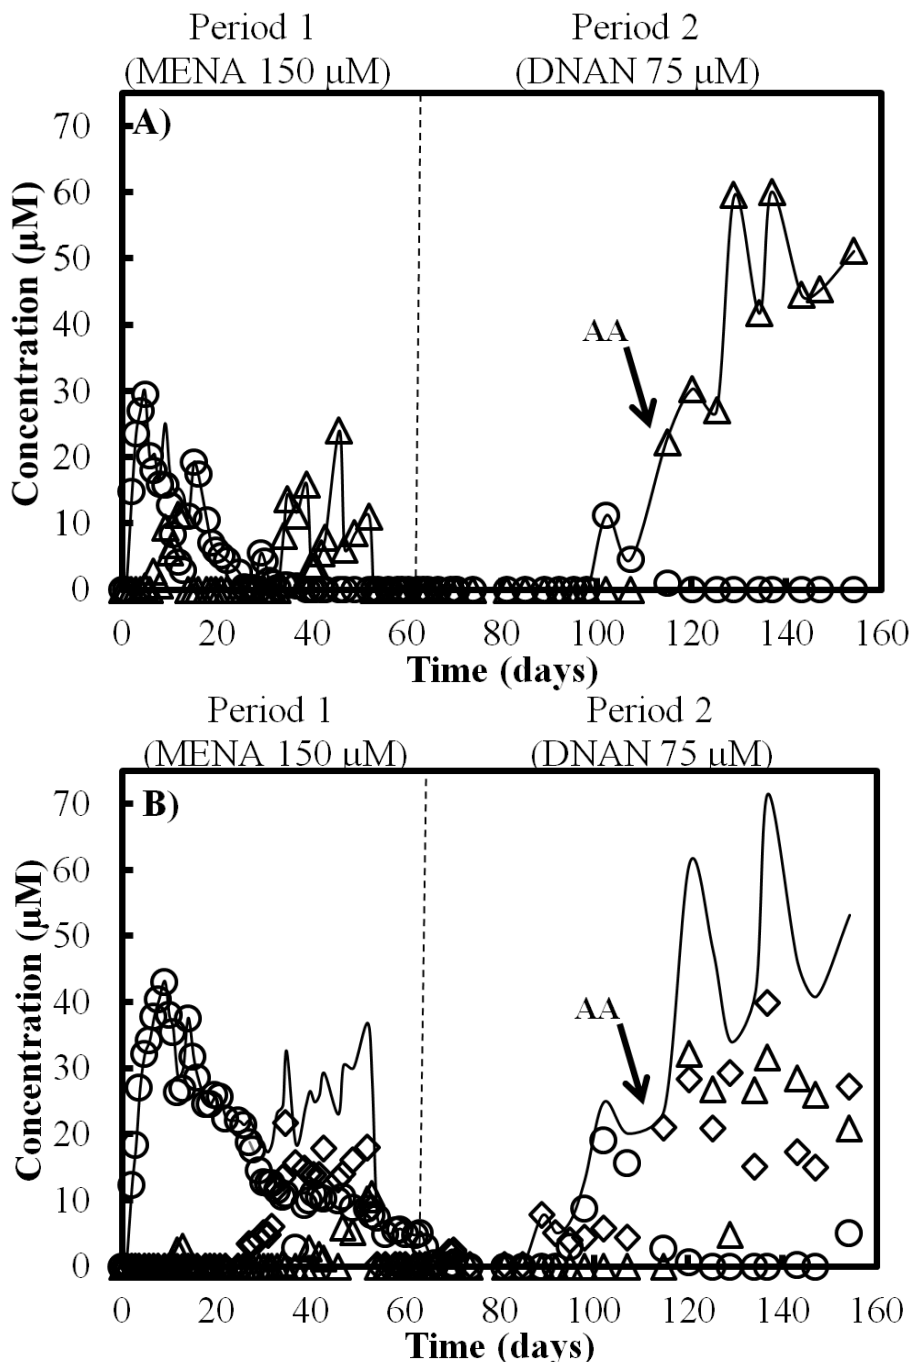 Period 1
Period 2
(MENA 150 µM)
(DNAN 75 µM)
A)
70
60
50
40
30
20
10
0
Concentration (µM)
AA
0
20
40
60
80
100
120
140
160
Time (days)
Period 1
Period 2
(MENA 150 µM)
(DNAN 75 µM)
B)
70
60
50
40
30
20
10
0
Concentration (µM)
AA
0
20
40
60
80
100
120
140
160
Time (days)